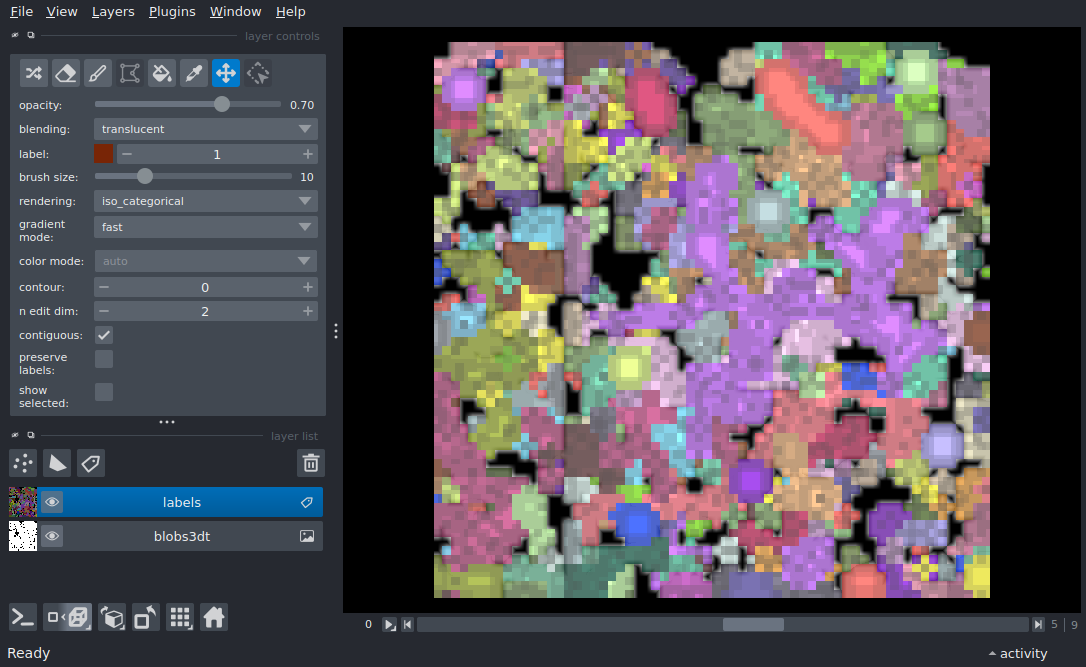 File View Layers Plugins Window Help
layer controls
opacity: 0.70
blending: translucent
label: 1
brush size: 10
rendering: iso_categorical
gradient
mode: fast
color mode: auto
contour: 0
n edit dim: 2
contiguous:
preserve
labels:
show
selected:
layer list
labels
blobs3dt
0 5 | 9
Ready activity